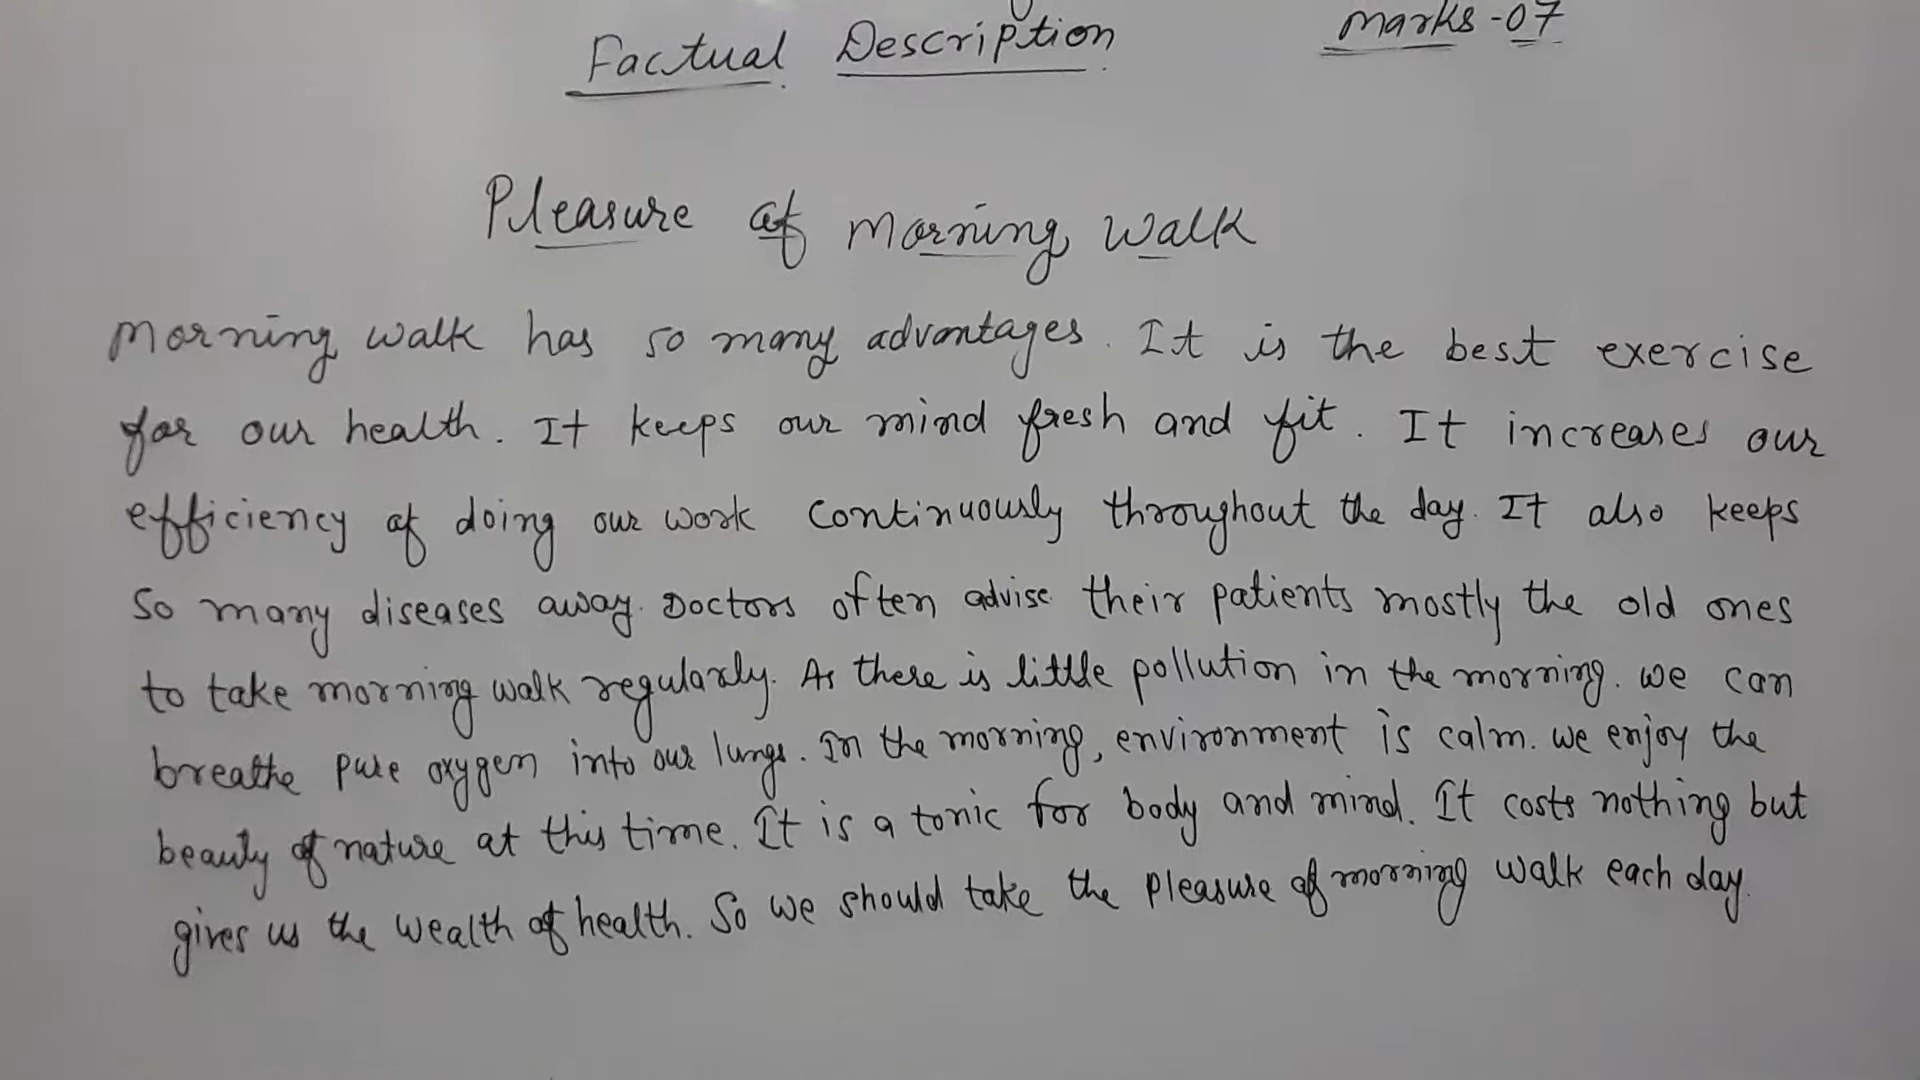 Factual Description
Marks-07
Pleasure of Morning Walk
Morning walk has so many advantages. It is the best exercise
for our health. It keeps our mind fresh and fit. It increases our
efficiency of doing our work continuously throughout the day. It also keeps
so many diseases away. Doctors often advise their patients mostly the old ones
to take morning walk regularly. As there is little pollution in the morning. we can
breathe pure oxygen into our lungs. In the morning, environment is calm. we enjoy the
beauty of nature at this time. It is a tonic for body and mind. It costs nothing but
gives us the wealth of health. So we should take the pleasure of morning walk each day.